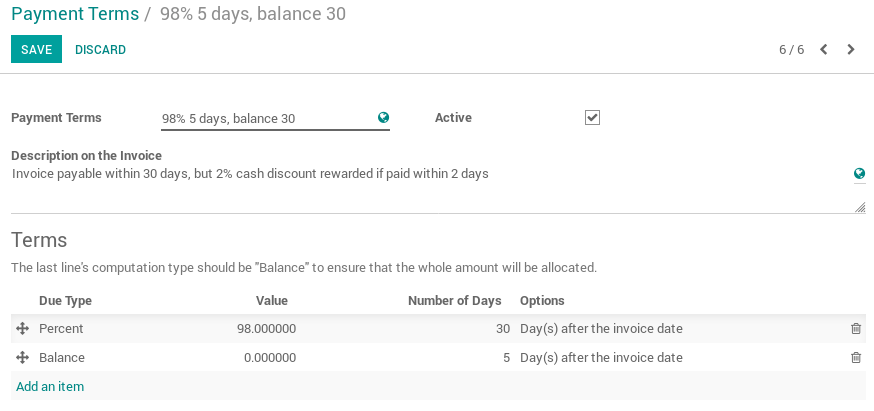 Payment Terms / 98% 5 days, balance 30
SAVE DISCARD 6 / 6
Payment Terms 98% 5 days, balance 30 Active
Description on the Invoice
Invoice payable within 30 days, but 2% cash discount rewarded if paid within 2 days
Terms
The last line's computation type should be "Balance" to ensure that the whole amount will be allocated.
Due Type Value Number of Days Options
Percent 98.000000 30 Day(s) after the invoice date
Balance 0.000000 5 Day(s) after the invoice date
Add an item